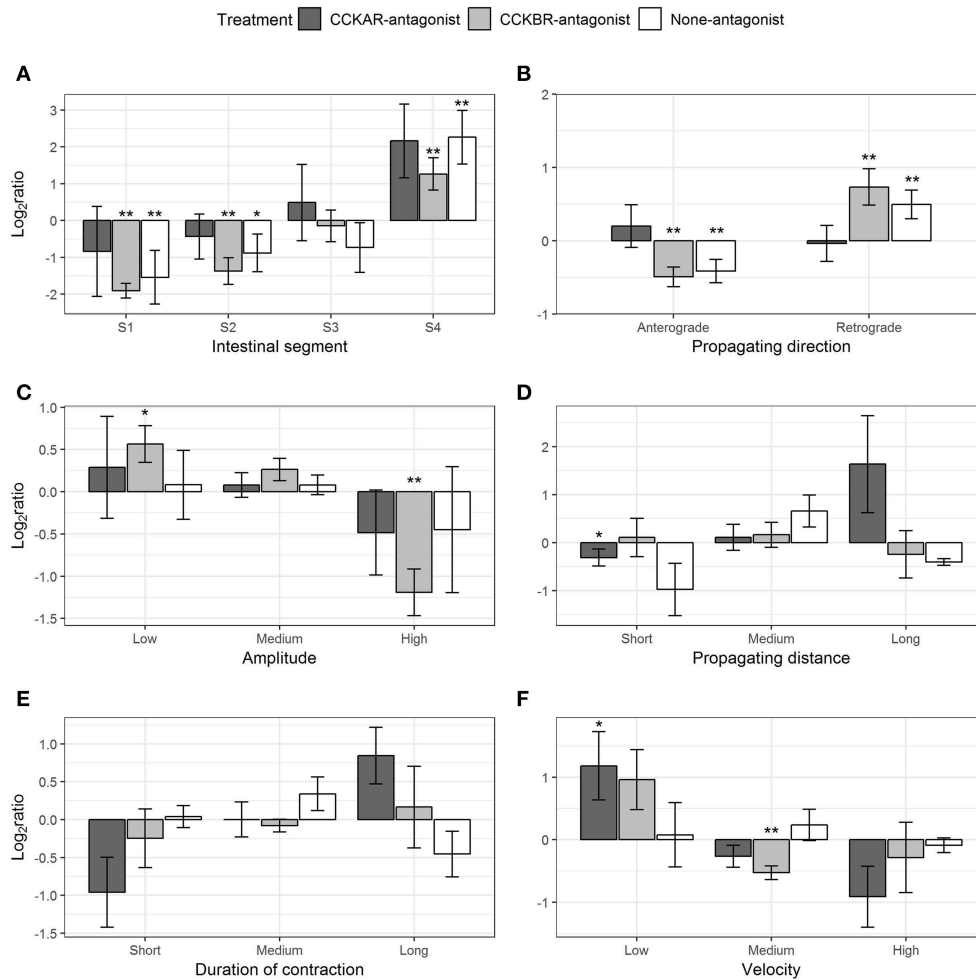 Treatment CCKAR-antagonist CCKBR-antagonist None-antagonist
A
Log2ratio
3
2
1
0
-1
-2
** ** ** * ** **
S1 S2 S3 S4
Intestinal segment
B
2
1
0
-1
** ** ** **
Anterograde Retrograde
Propagating direction
C
Log2ratio
1.0
0.5
0.0
-0.5
-1.0
-1.5
* **
Low Medium High
Amplitude
D
2
1
0
-1
*
Short Medium Long
Propagating distance
E
Log2ratio
1.0
0.5
0.0
-0.5
-1.0
-1.5
Short Medium Long
Duration of contraction
F
1
0
-1
* **
Low Medium High
Velocity